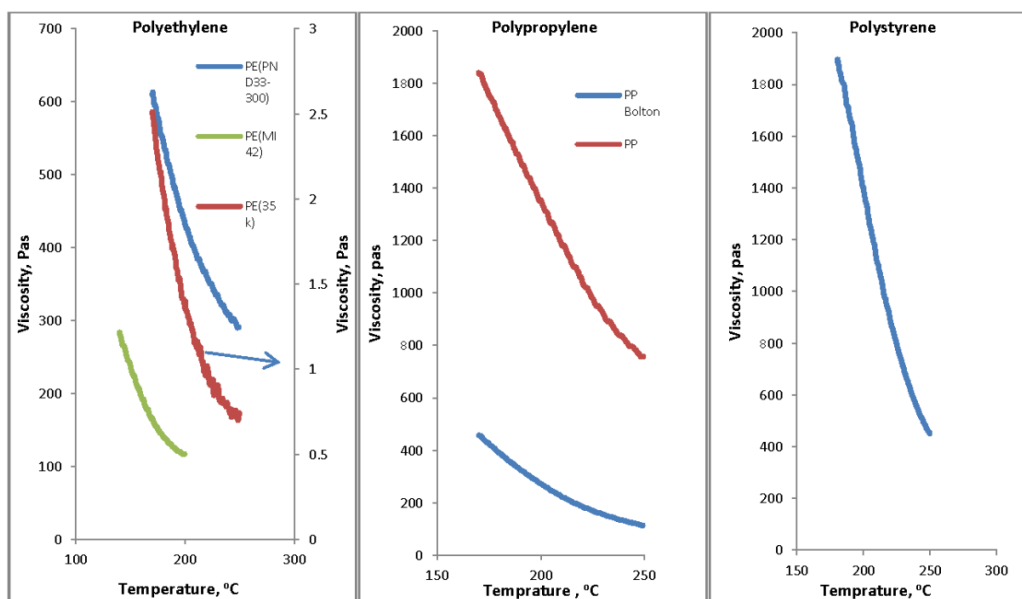 Polyethylene
700
600
500
400
300
200
100
0
Viscosity, Pas
PE(PN
D33-
300)
PE(MI
42)
PE(35
k)
3
2.5
2
1.5
1
0.5
0
Viscosity, Pas
100
200
300
Temperature, ºC
Polypropylene
2000
1800
1600
1400
1200
1000
800
600
400
200
0
Viscosity, pas
PP
Bolton
PP
150
200
250
Temprature , ºC
Polystyrene
2000
1800
1600
1400
1200
1000
800
600
400
200
0
Viscosity, pas
150
200
250
300
Temprature, ºC